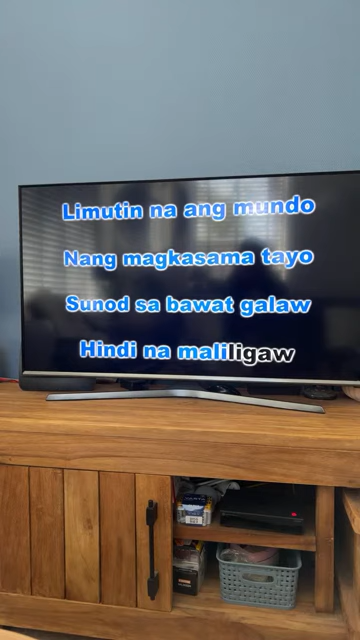 Limutin na ang mundo
Nang magkasama tayo
Sunod sa bawat galaw
Hindi na maliligaw